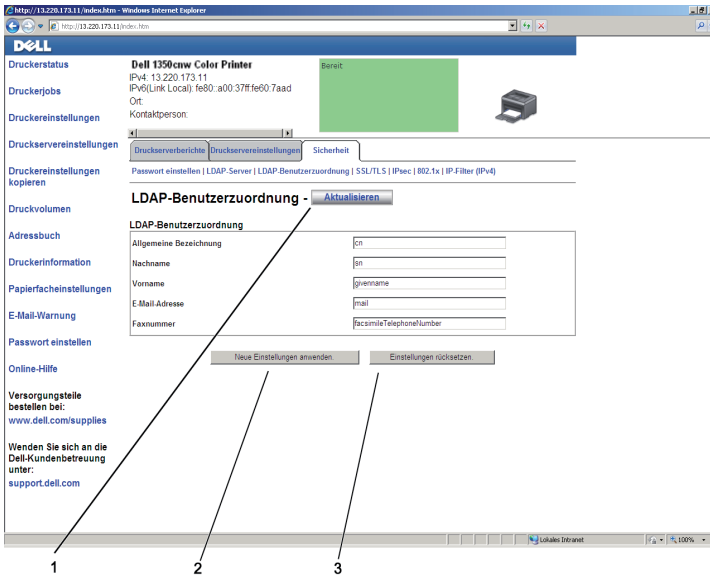 http://13.220.173.11/index.htm - Windows Internet Explorer
http://13.220.173.11/index.htm
DELL
Druckerstatus
Druckerjobs
Druckereinstellungen
Druckservereinstellungen
Druckereinstellungen
kopieren
Druckvolumen
Adressbuch
Druckerinformation
Papierfacheinstellungen
E-Mail-Warnung
Passwort einstellen
Online-Hilfe
Versorgungsteile
bestellen bei:
www.dell.com/supplies
Wenden Sie sich an die
Dell-Kundenbetreuung
unter:
support.dell.com
Dell 1350cnw Color Printer
IPv4: 13.220.173.11
IPv6(Link Local): fe80::a00:37ff:fe60:7aad
Ort:
Kontaktperson:
Bereit
Druckserverberichte
Druckservereinstellungen
Sicherheit
Passwort einstellen | LDAP-Server | LDAP-Benutzerzuordnung | SSL/TLS | IPsec | 802.1x | IP-Filter (IPv4)
LDAP-Benutzerzuordnung - Aktualisieren
LDAP-Benutzerzuordnung
Allgemeine Bezeichnung cn
Nachname sn
Vorname givenname
E-Mail-Adresse mail
Faxnummer facsimileTelephoneNumber
Neue Einstellungen anwenden. Einstellungen rücksetzen.
Lokales Intranet 100%
1 2 3